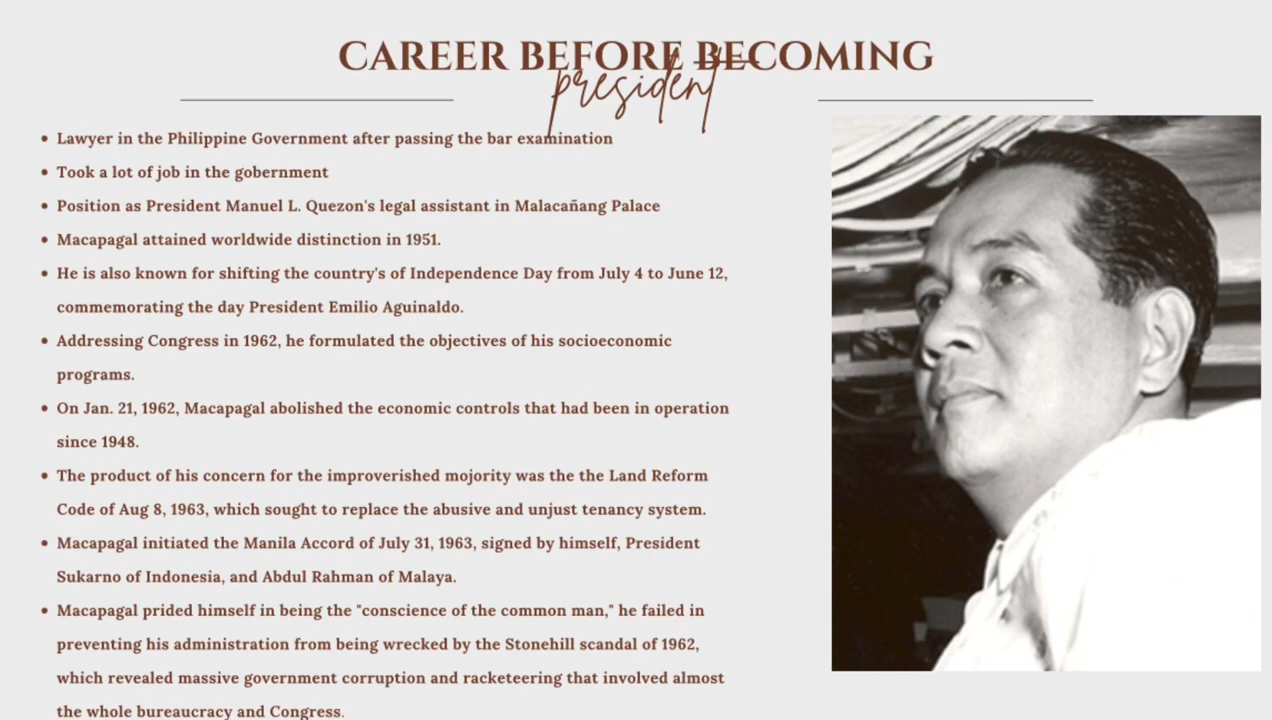 CAREER BEFORE BECOMING
president
• Lawyer in the Philippine Government after passing the bar examination
• Took a lot of job in the gobernment
• Position as President Manuel L. Quezon's legal assistant in Malacañang Palace
• Macapagal attained worldwide distinction in 1951.
• He is also known for shifting the country's of Independence Day from July 4 to June 12,
commemorating the day President Emilio Aguinaldo.
• Addressing Congress in 1962, he formulated the objectives of his socioeconomic
programs.
• On Jan. 21, 1962, Macapagal abolished the economic controls that had been in operation
since 1948.
• The product of his concern for the improverished mojority was the the Land Reform
Code of Aug 8, 1963, which sought to replace the abusive and unjust tenancy system.
• Macapagal initiated the Manila Accord of July 31, 1963, signed by himself, President
Sukarno of Indonesia, and Abdul Rahman of Malaya.
• Macapagal prided himself in being the "conscience of the common man," he failed in
preventing his administration from being wrecked by the Stonehill scandal of 1962,
which revealed massive government corruption and racketeering that involved almost
the whole bureaucracy and Congress.